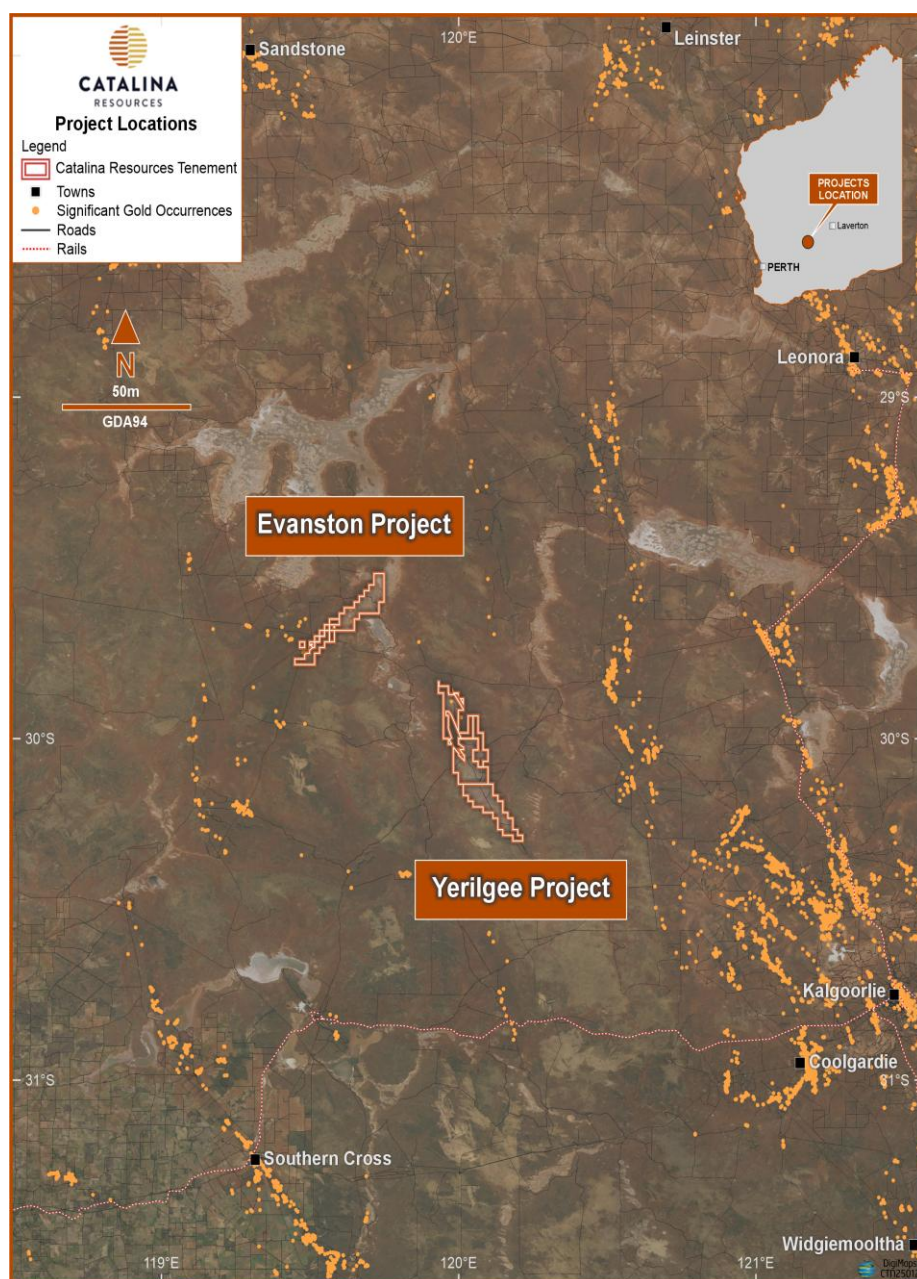 CATALINA
RESOURCES
Project Locations
Legend
Catalina Resources Tenement
Towns
Significant Gold Occurrences
Roads
Rails
Sandstone
120°E
Leinster
PROJECTS
LOCATION
Laverton
PERTH
N
50m
GDA94
Leonora
29°S
Evanston Project
30°S
30°S
Yerilgee Project
Kalgoorlie
Coolgardie
31°S
31°S
Southern Cross
Widgiemooltha
119°E
120°E
121°E
DigiMaps